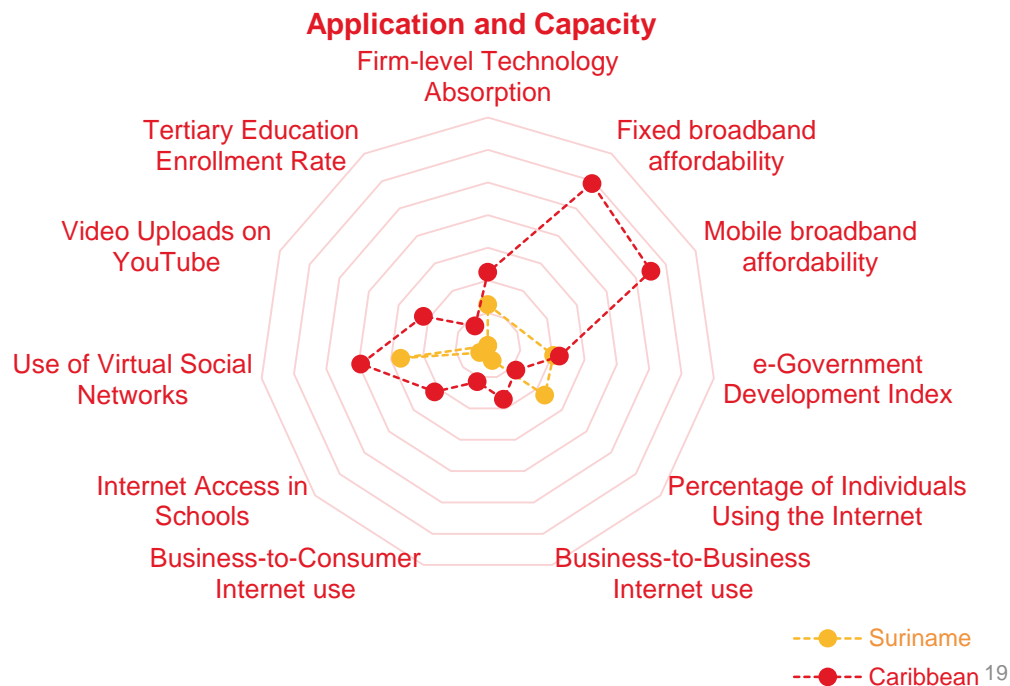 Application and Capacity
Firm-level Technology
Absorption
Fixed broadband
affordability
Mobile broadband
affordability
e-Government
Development Index
Percentage of Individuals
Using the Internet
Business-to-Business
Internet use
Business-to-Consumer
Internet use
Internet Access in
Schools
Use of Virtual Social
Networks
Video Uploads on
YouTube
Tertiary Education
Enrollment Rate
Suriname
Caribbean
19